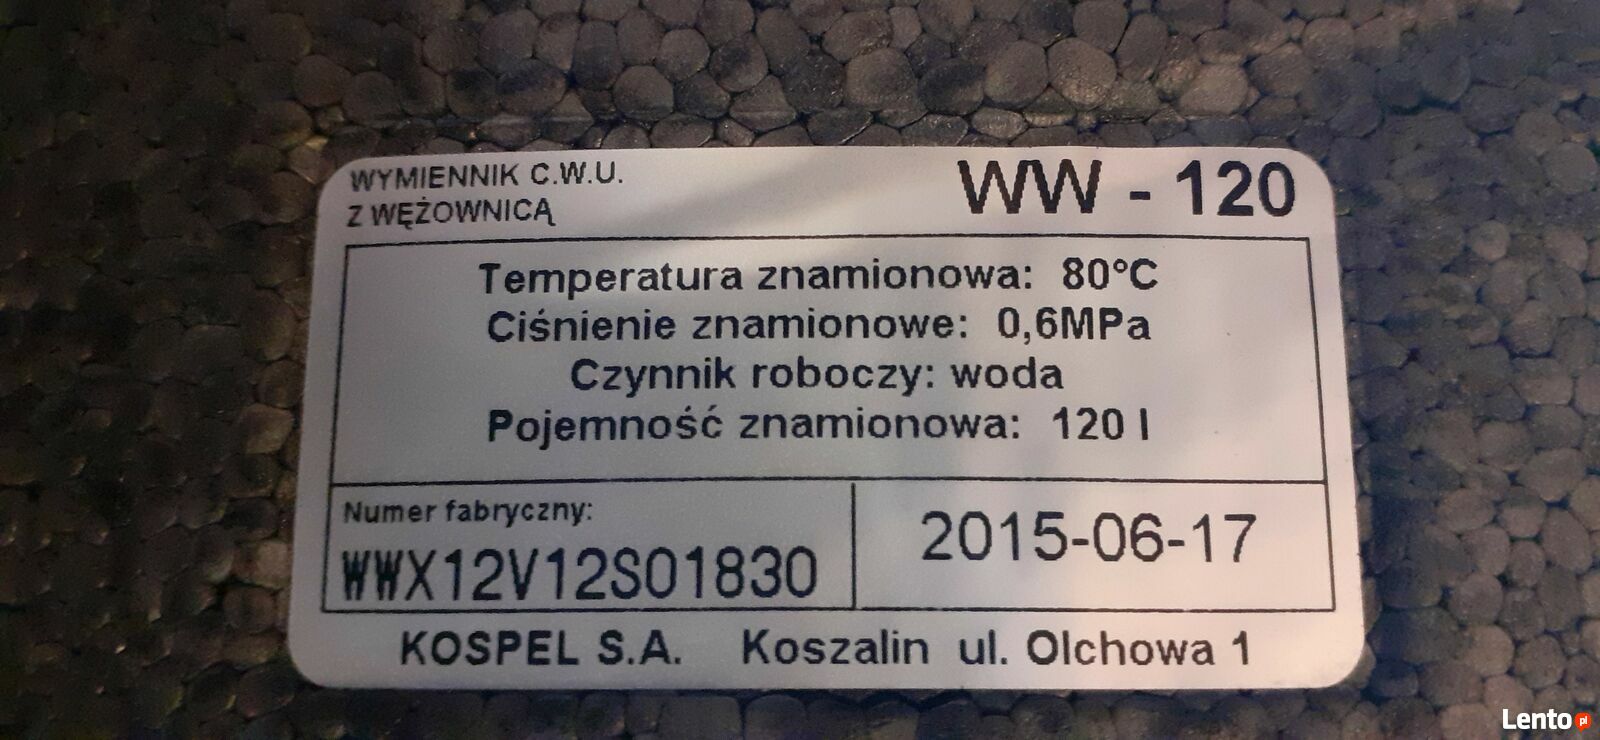 WYMIENNIK C.W.U.
Z WĘŻOWNICĄ
WW - 120
Temperatura znamionowa: 80°C
Ciśnienie znamionowe: 0,6MPa
Czynnik roboczy: woda
Pojemność znamionowa: 120 l
Numer fabryczny:
WWX12V12S01830
2015-06-17
KOSPEL S.A. Koszalin ul. Olchowa 1
Lento.pl